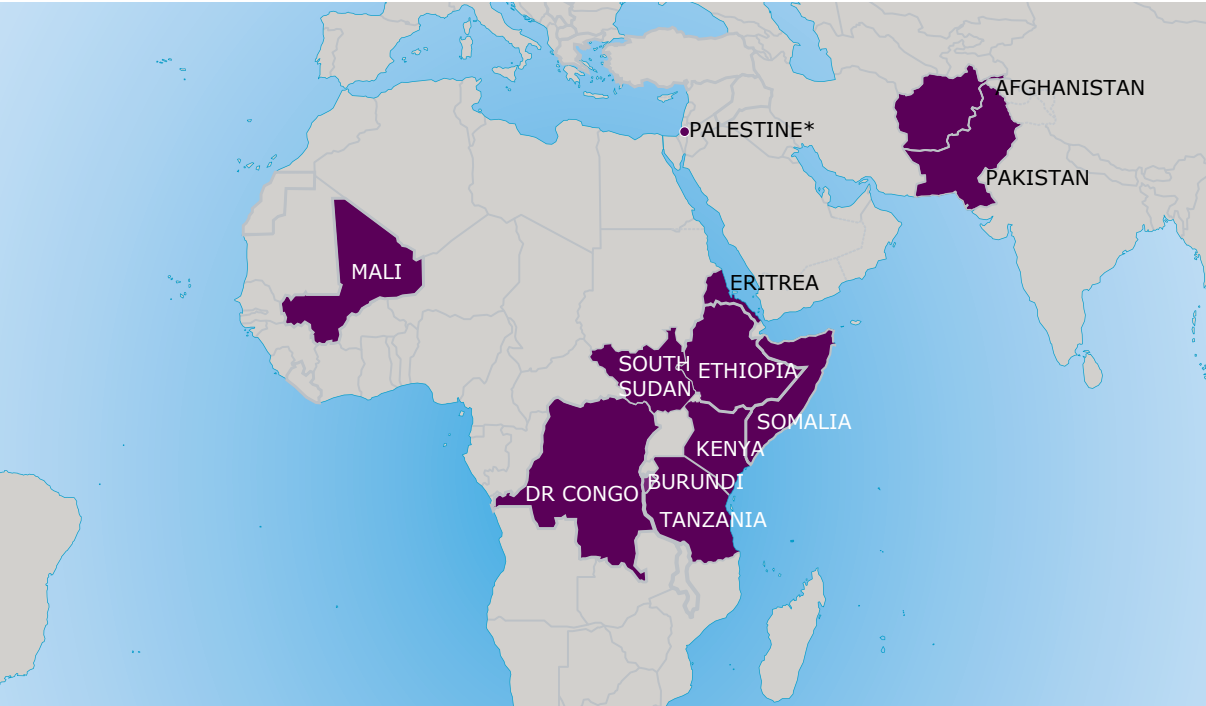 AFGHANISTAN
PALESTINE*
PAKISTAN
MALI
ERITREA
SOUTH
SUDAN
ETHIOPIA
SOMALIA
KENYA
BURUNDI
DR CONGO
TANZANIA